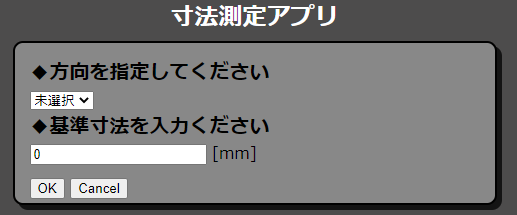 寸法測定アプリ
◆方向を指定してください
未選択
◆基準寸法を入力ください
0 [mm]
OK Cancel